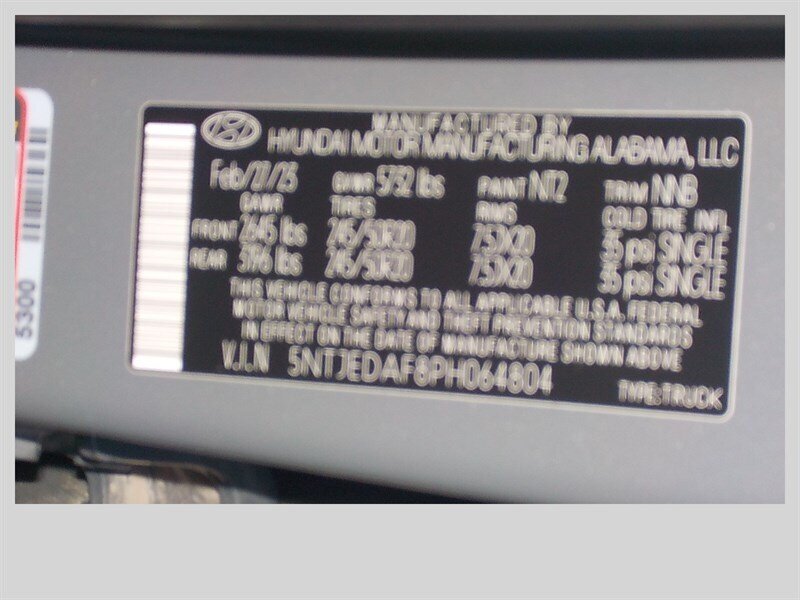 MANUFACTURED BY
HYUNDAI MOTOR MANUFACTURING ALABAMA, LLC
Feb/07/23 GVWR 5732 lbs PAINT NT2 TRIM NNB
GAWR TIRES RIMS COLD TIRE INFL
FRONT 2645 lbs 245/50R20 7.5JX20 35 psi SINGLE
REAR lbs 245/50R20 7.5JX20 35 psi SINGLE
THIS VEHICLE CONFORMS TO ALL APPLICABLE U.S.A. FEDERAL
MOTOR VEHICLE SAFETY AND THEFT PREVENTION STANDARDS
IN EFFECT ON THE DATE OF MANUFACTURE SHOWN ABOVE
V.I.N 5NTJEDAF8PH064804
TYPE:TRUCK
5300